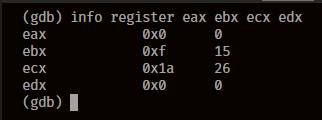 (gdb) info register eax ebx ecx edx
eax 0x0 0
ebx 0xf 15
ecx 0x1a 26
edx 0x0 0
(gdb)